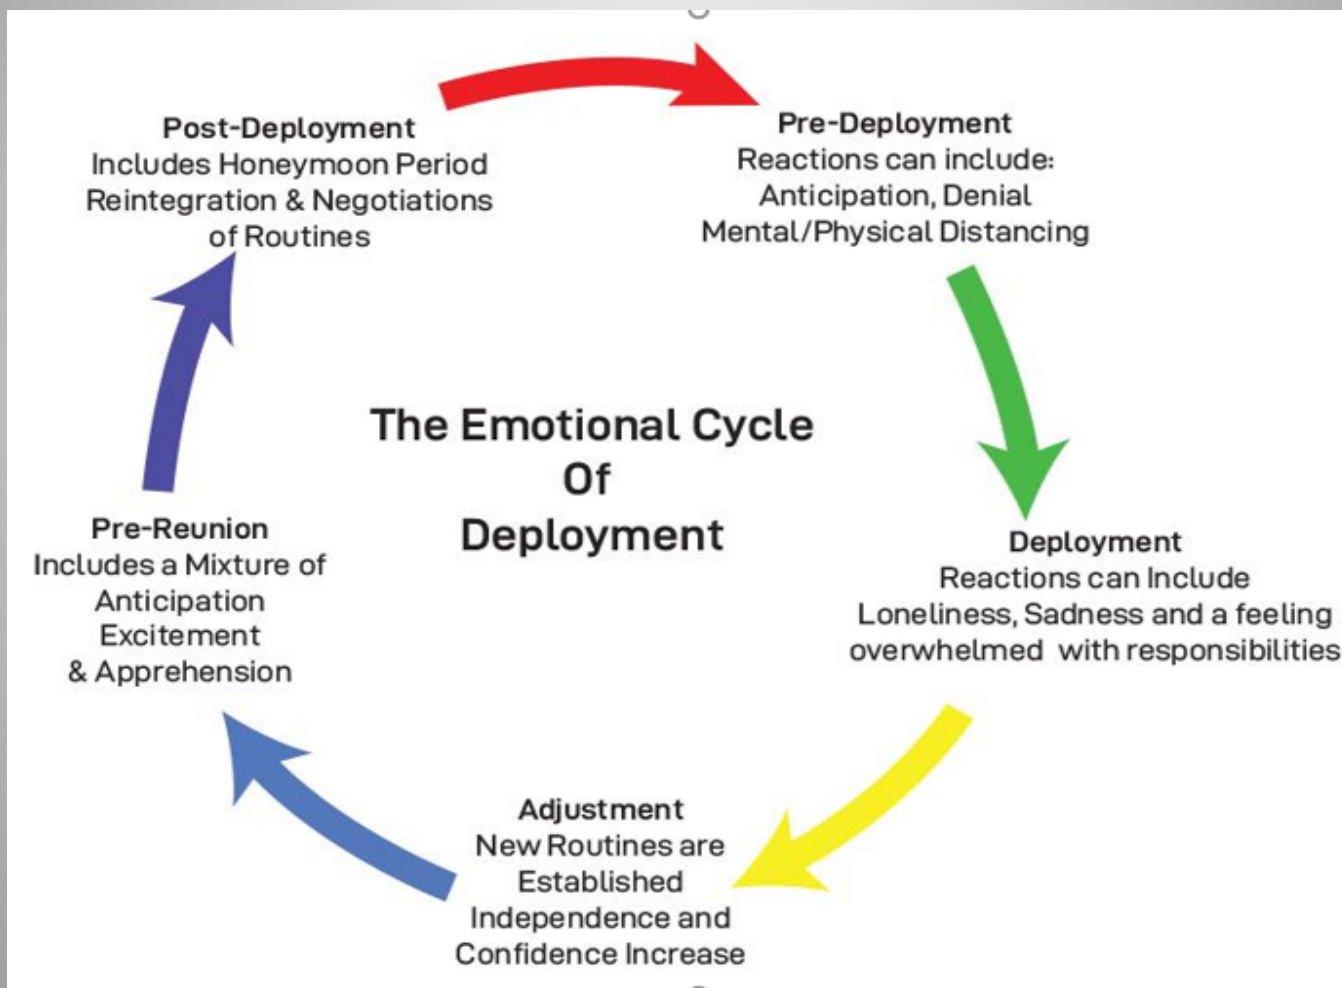 The Emotional Cycle
Of
Deployment
Pre-Deployment
Reactions can include:
Anticipation, Denial
Mental/Physical Distancing
Deployment
Reactions can Include
Loneliness, Sadness and a feeling
overwhelmed with responsibilities
Adjustment
New Routines are
Established
Independence and
Confidence Increase
Pre-Reunion
Includes a Mixture of
Anticipation
Excitement
& Apprehension
Post-Deployment
Includes Honeymoon Period
Reintegration & Negotiations
of Routines